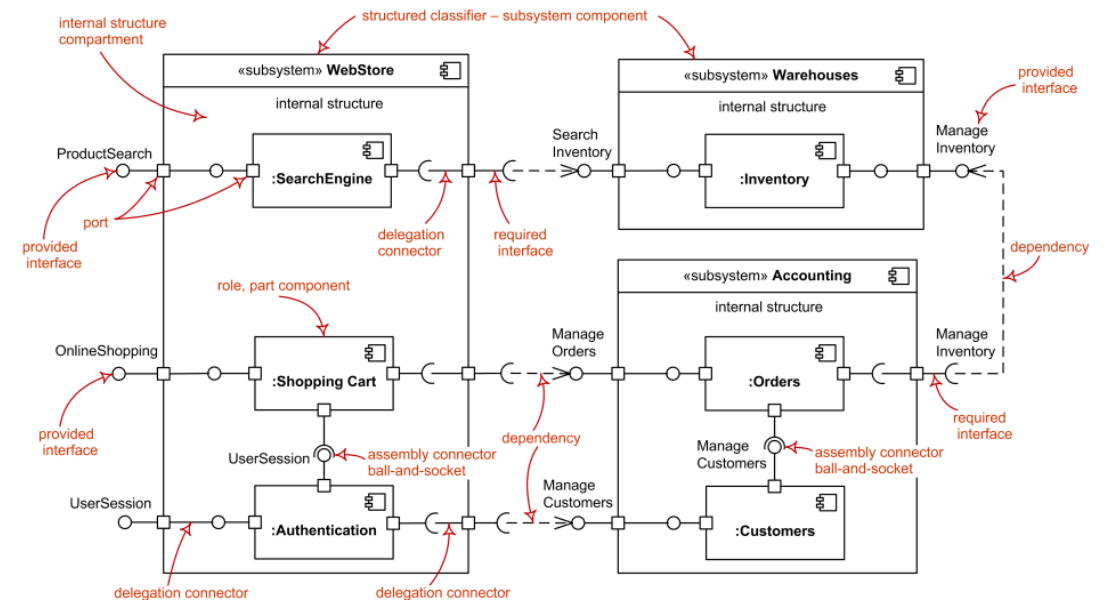 structured classifier – subsystem component
internal structure
compartment
«subsystem» WebStore
internal structure
«subsystem» Warehouses
internal structure
provided
interface
ProductSearch
:SearchEngine
Search
Inventory
:Inventory
Manage
Inventory
port
provided
interface
delegation
connector
required
interface
dependency
role, part component
«subsystem» Accounting
internal structure
OnlineShopping
:Shopping Cart
Manage
Orders
:Orders
Manage
Inventory
provided
interface
required
interface
dependency
UserSession
assembly connector
ball-and-socket
Manage
Customers
assembly connector
ball-and-socket
UserSession
:Authentication
Manage
Customers
:Customers
delegation connector
delegation connector